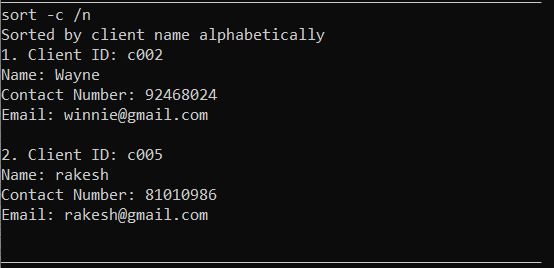 sort -c /n
Sorted by client name alphabetically
1. Client ID: c002
Name: Wayne
Contact Number: 92468024
Email: winnie@gmail.com
2. Client ID: c005
Name: rakesh
Contact Number: 81010986
Email: rakesh@gmail.com